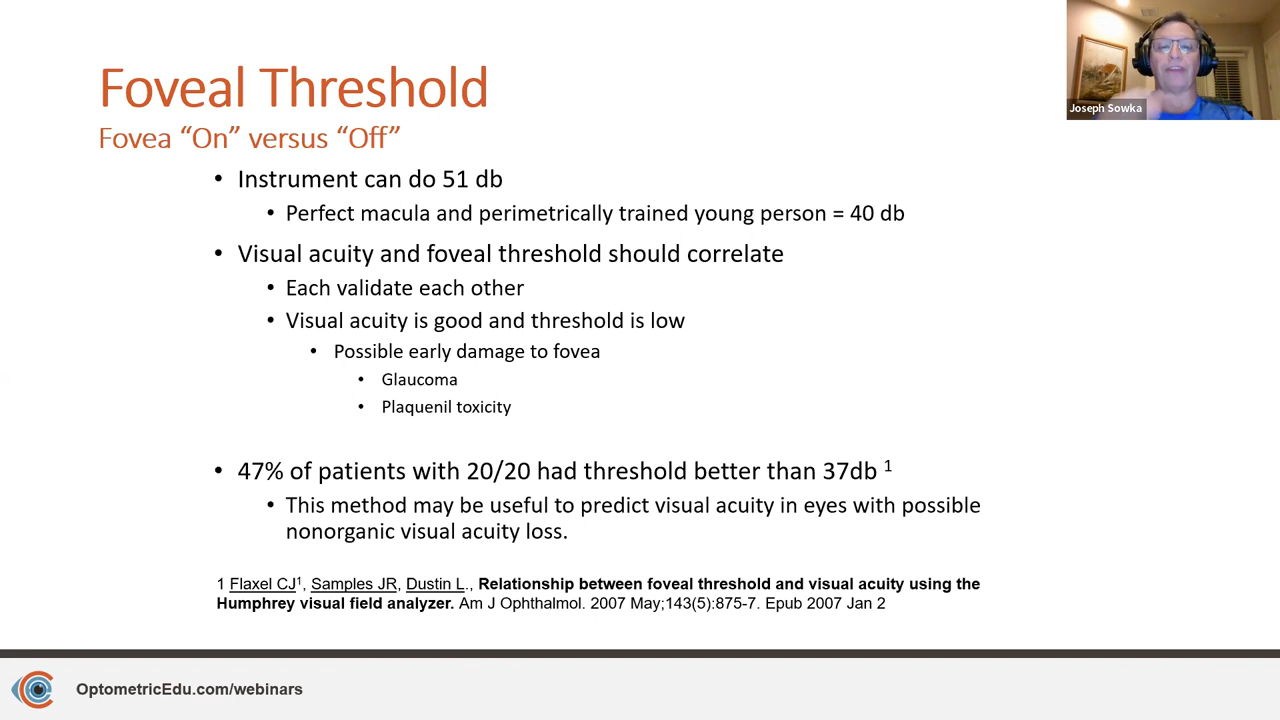 Foveal Threshold
Fovea “On” versus “Off”
• Instrument can do 51 db
• Perfect macula and perimetrically trained young person = 40 db
• Visual acuity and foveal threshold should correlate
• Each validate each other
• Visual acuity is good and threshold is low
• Possible early damage to fovea
• Glaucoma
• Plaquenil toxicity
• 47% of patients with 20/20 had threshold better than 37db ¹
• This method may be useful to predict visual acuity in eyes with possible
nonorganic visual acuity loss.
1 Flaxel CJ¹, Samples JR, Dustin L., Relationship between foveal threshold and visual acuity using the
Humphrey visual field analyzer. Am J Ophthalmol. 2007 May;143(5):875-7. Epub 2007 Jan 2
Joseph Sowka
OptometricEdu.com/webinars